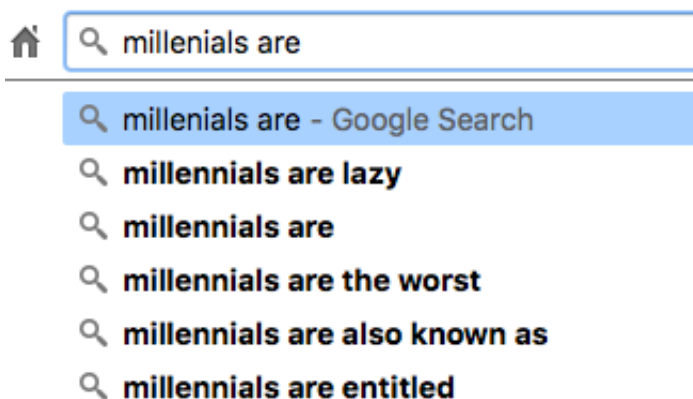 millenials are
millenials are - Google Search
millennials are lazy
millennials are
millennials are the worst
millennials are also known as
millennials are entitled